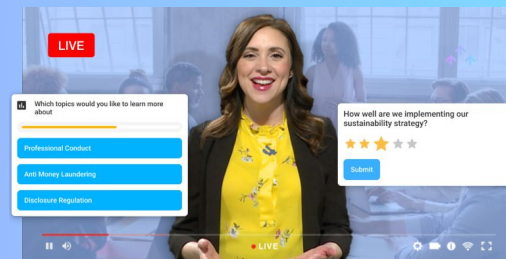 LIVE
Which topics would you like to learn more
about
Professional Conduct
Anti Money Laundering
Disclosure Regulation
How well are we implementing our
sustainability strategy?
Submit
LIVE